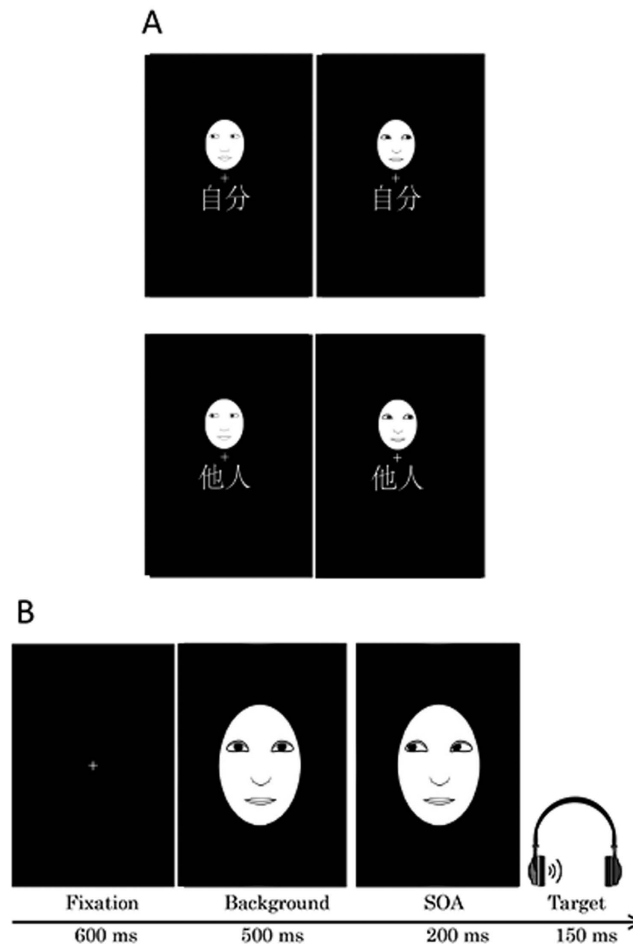 A
自分
自分
他人
他人
B
Fixation
Background
SOA
Target
600 ms
500 ms
200 ms
150 ms